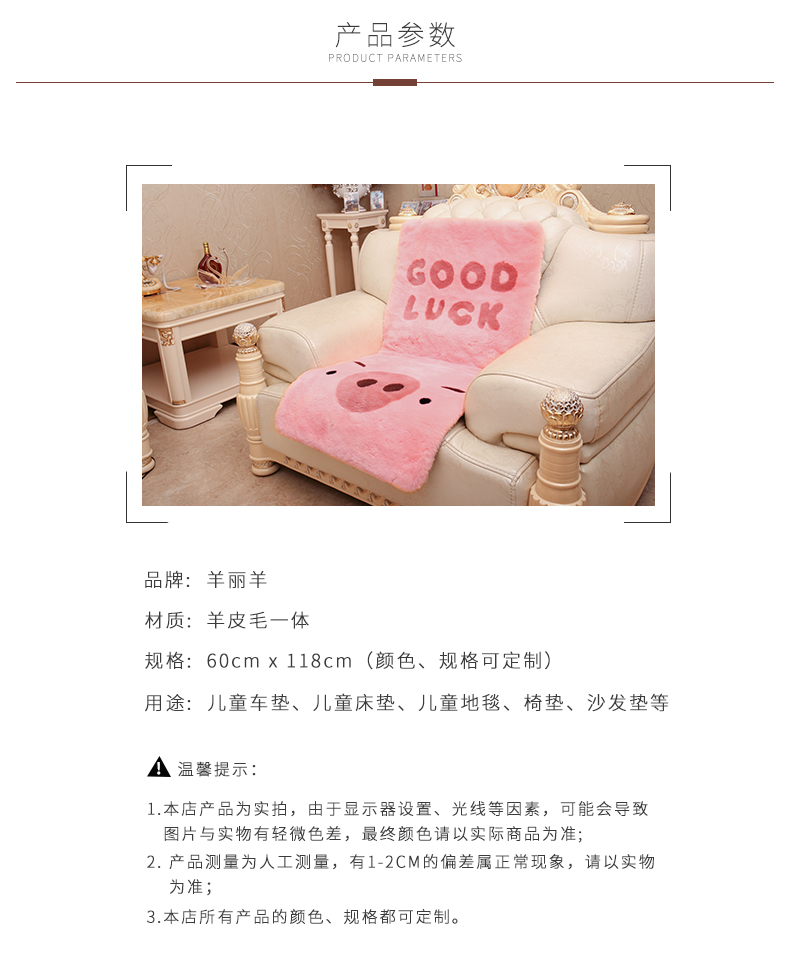 产品参数
PRODUCT PARAMETERS
GOOD
LUCK
品牌：羊丽羊
材质：羊皮毛一体
规格：60cm x 118cm（颜色、规格可定制）
用途：儿童车垫、儿童床垫、儿童地毯、椅垫、沙发垫等
温馨提示：
1.本店产品为实拍，由于显示器设置、光线等因素，可能会导致
图片与实物有轻微色差，最终颜色请以实际商品为准;
2. 产品测量为人工测量，有1-2CM的偏差属正常现象，请以实物
为准；
3.本店所有产品的颜色、规格都可定制。